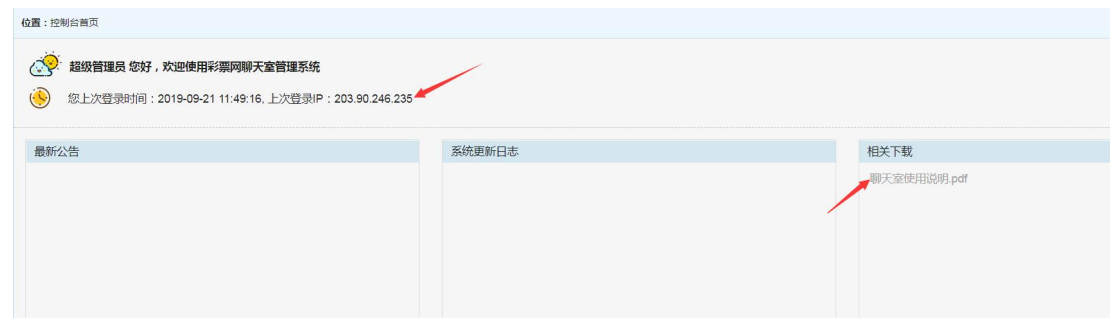 位置：控制台首页
超级管理员 您好，欢迎使用彩票网聊天室管理系统
您上次登录时间：2019-09-21 11:49:16, 上次登录IP：203.90.246.235
最新公告
系统更新日志
相关下载
聊天室使用说明.pdf